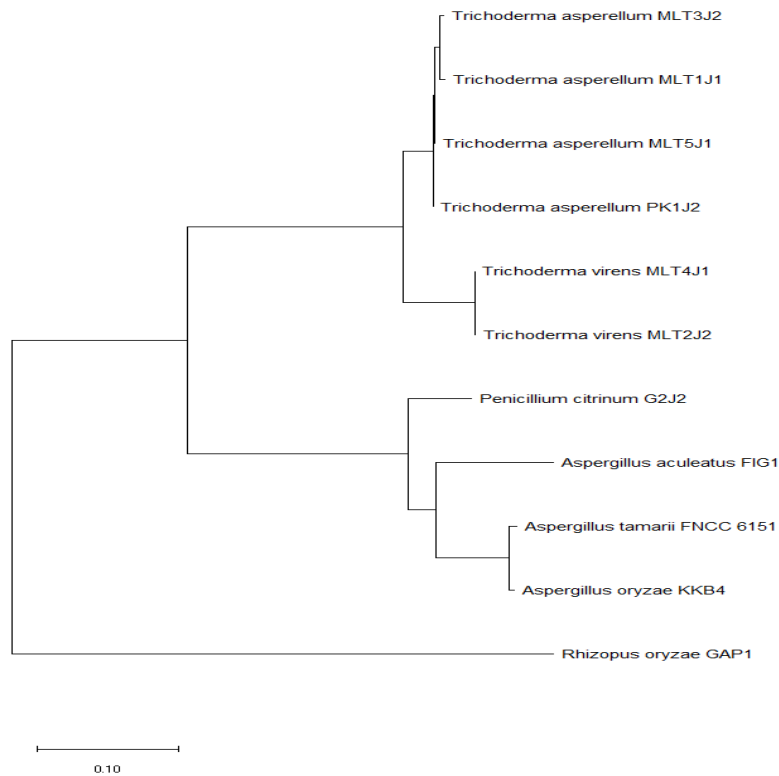 Trichoderma asperellum MLT3J2
Trichoderma asperellum MLT1J1
Trichoderma asperellum MLT5J1
Trichoderma asperellum PK1J2
Trichoderma virens MLT4J1
Trichoderma virens MLT2J2
Penicillium citrinum G2J2
Aspergillus aculeatus FIG1
Aspergillus tamarii FNCC 6151
Aspergillus oryzae KKB4
Rhizopus oryzae GAP1
0.10